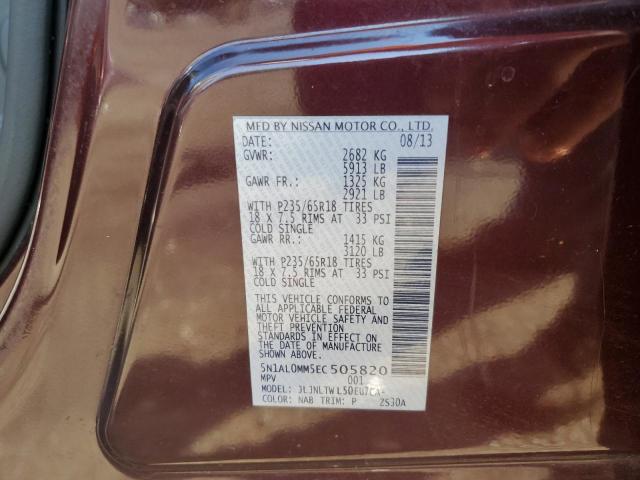 MFD BY NISSAN MOTOR CO., LTD.
DATE: 08/13
GVWR: 2682 KG
5913 LB
GAWR FR.: 1325 KG
2921 LB
WITH P235/65R18 TIRES
18 X 7.5 RIMS AT 33 PSI
COLD SINGLE
GAWR RR.: 1415 KG
3120 LB
WITH P235/65R18 TIRES
18 X 7.5 RIMS AT 33 PSI
COLD SINGLE
THIS VEHICLE CONFORMS TO
ALL APPLICABLE FEDERAL
MOTOR VEHICLE SAFETY AND
THEFT PREVENTION
STANDARDS IN EFFECT ON
THE DATE OF MANUFACTURE
SHOWN ABOVE.
5N1AL0MM5EC505820
MPV 001
MODEL:
COLOR: NAB TRIM: P 2S30A